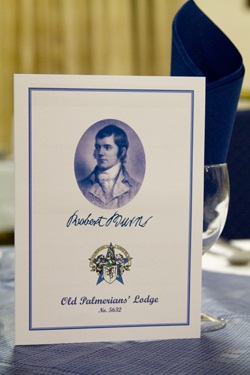 Robert Burns
Old Palmerians' Lodge
No. 5632